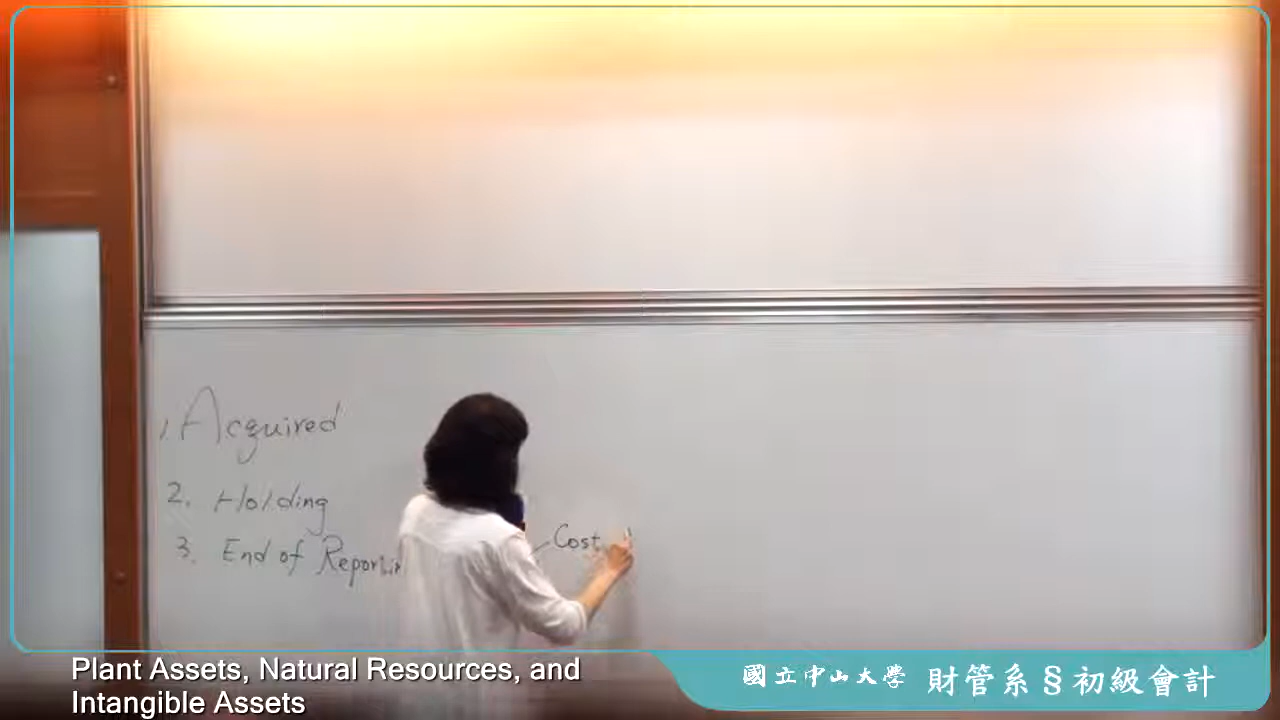 1. Acquired
2. Holding
3. End of Reportin
Cost
Plant Assets, Natural Resources, and
Intangible Assets
國立中山大學 財管系§初級會計